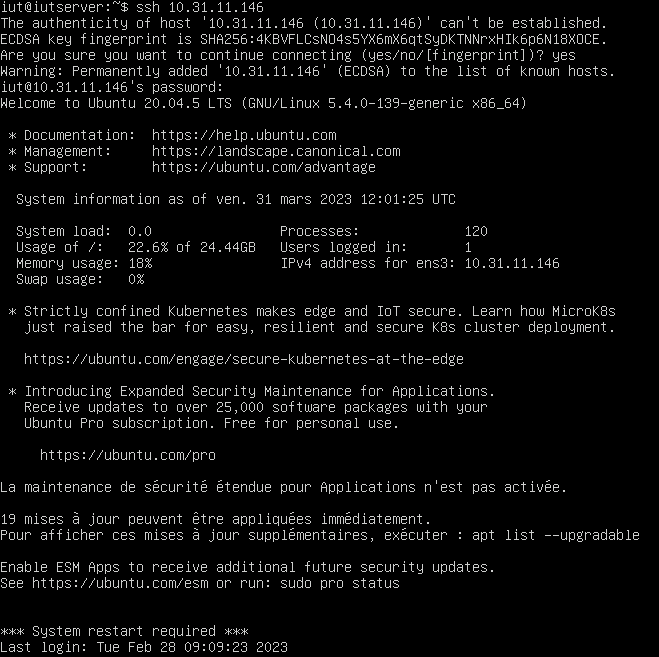 iut@iutserver:~$ ssh 10.31.11.146
The authenticity of host '10.31.11.146 (10.31.11.146)' can't be established.
ECDSA key fingerprint is SHA256:4KBVFLCsNO4s5YX6mX6qtSyDKTNNrxHIk6p6N18XOCE.
Are you sure you want to continue connecting (yes/no/[fingerprint])? yes
Warning: Permanently added '10.31.11.146' (ECDSA) to the list of known hosts.
iut@10.31.11.146's password:
Welcome to Ubuntu 20.04.5 LTS (GNU/Linux 5.4.0-139-generic x86_64)

 * Documentation:  https://help.ubuntu.com
 * Management:     https://landscape.canonical.com
 * Support:        https://ubuntu.com/advantage

  System information as of ven. 31 mars 2023 12:01:25 UTC

  System load:  0.0                Processes:             120
  Usage of /:   22.6% of 24.44GB   Users logged in:       1
  Memory usage: 18%                IPv4 address for ens3: 10.31.11.146
  Swap usage:   0%

 * Strictly confined Kubernetes makes edge and IoT secure. Learn how MicroK8s
   just raised the bar for easy, resilient and secure K8s cluster deployment.

   https://ubuntu.com/engage/secure-kubernetes-at-the-edge

 * Introducing Expanded Security Maintenance for Applications.
   Receive updates to over 25,000 software packages with your
   Ubuntu Pro subscription. Free for personal use.

     https://ubuntu.com/pro

La maintenance de sécurité étendue pour Applications n'est pas activée.

19 mises à jour peuvent être appliquées immédiatement.
Pour afficher ces mises à jour supplémentaires, exécuter : apt list --upgradable

Enable ESM Apps to receive additional future security updates.
See https://ubuntu.com/esm or run: sudo pro status


*** System restart required ***
Last login: Tue Feb 28 09:09:23 2023